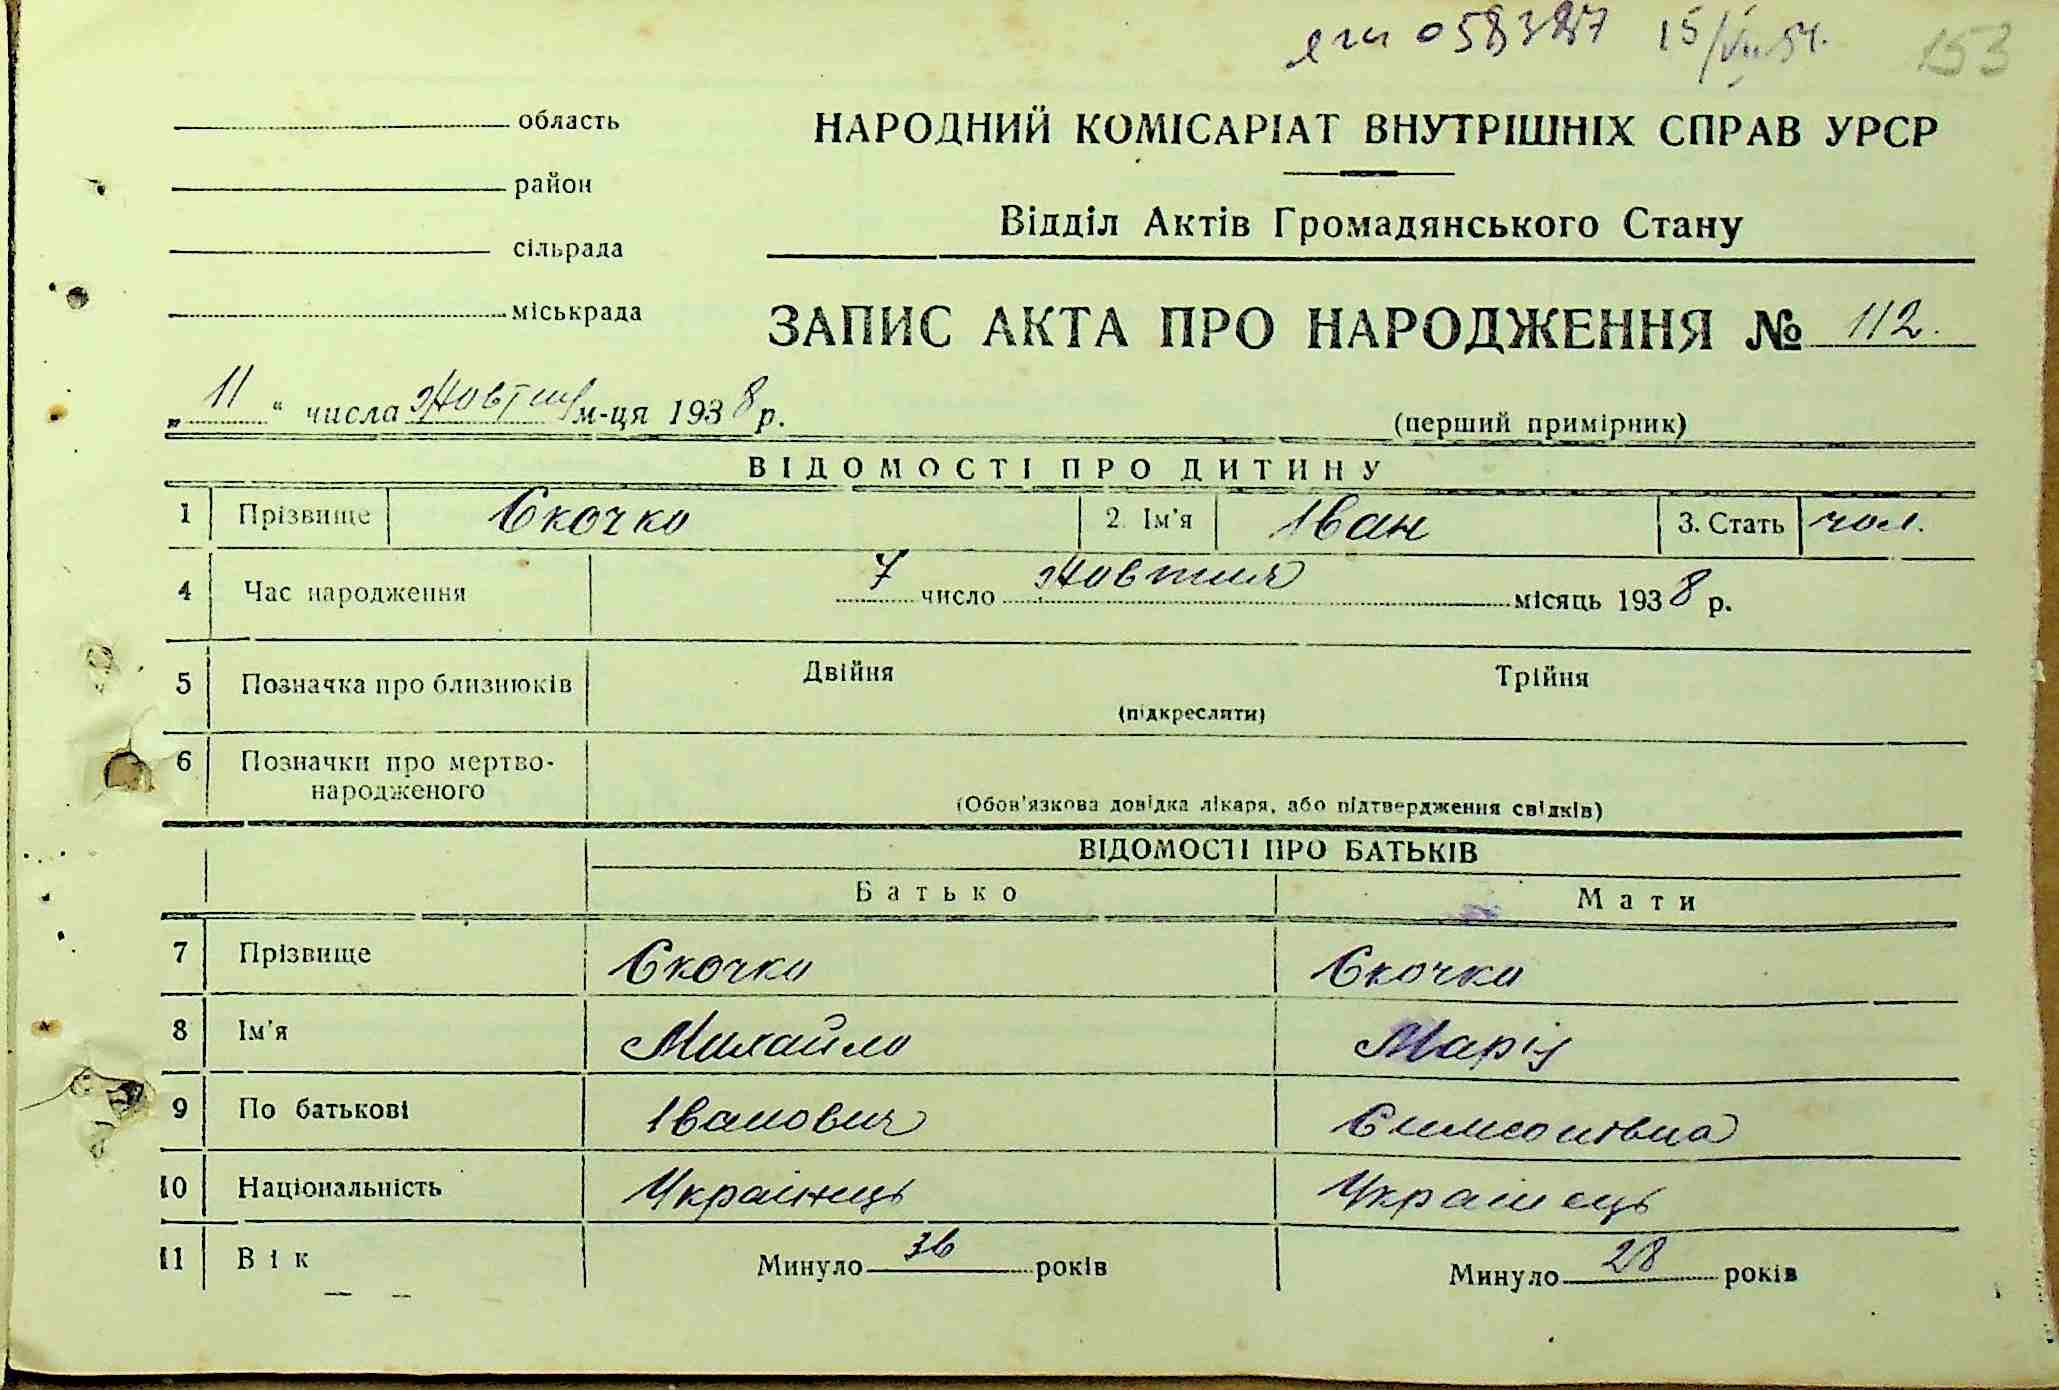 058387 15/VII 54. 153
область
НАРОДНИЙ КОМІСАРІАТ ВНУТРІШНІХ СПРАВ УРСР
район
Відділ Актів Громадянського Стану
сільрада
міськрада
ЗАПИС АКТА ПРО НАРОДЖЕННЯ № 112.
„ 11 “ числа Жовтня м-ця 1938 р.
(перший примірник)
ВІДОМОСТІ ПРО ДИТИНУ
1 Прізвище Скочко 2. Ім'я Іван 3. Стать чол.
4 Час народження 7 число Жовтня місяць 1938 р.
5 Позначка про близнюків Двійня Трійня
(підкреслити)
6 Позначки про мертво-
народженого
(Обов'язкова довідка лікаря, або підтвердження свідків)
ВІДОМОСТІ ПРО БАТЬКІВ
Батько Мати
7 Прізвище Скочко Скочко
8 Ім'я Михайло Марія
9 По батькові Іванович Симонівна
10 Національність Українець Українець
11 Вік Минуло 36 років Минуло 28 років